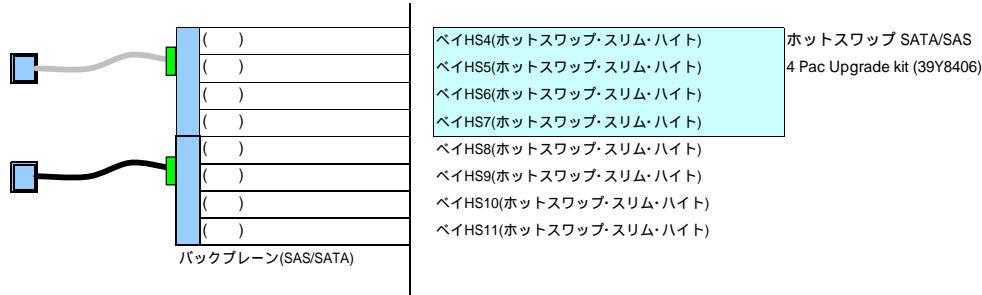 (　　) ベイHS4(ホットスワップ・スリム・ハイト) ホットスワップ SATA/SAS
(　　) ベイHS5(ホットスワップ・スリム・ハイト) 4 Pac Upgrade kit (39Y8406)
(　　) ベイHS6(ホットスワップ・スリム・ハイト)
(　　) ベイHS7(ホットスワップ・スリム・ハイト)
(　　) ベイHS8(ホットスワップ・スリム・ハイト)
(　　) ベイHS9(ホットスワップ・スリム・ハイト)
(　　) ベイHS10(ホットスワップ・スリム・ハイト)
(　　) ベイHS11(ホットスワップ・スリム・ハイト)
バックプレーン(SAS/SATA)